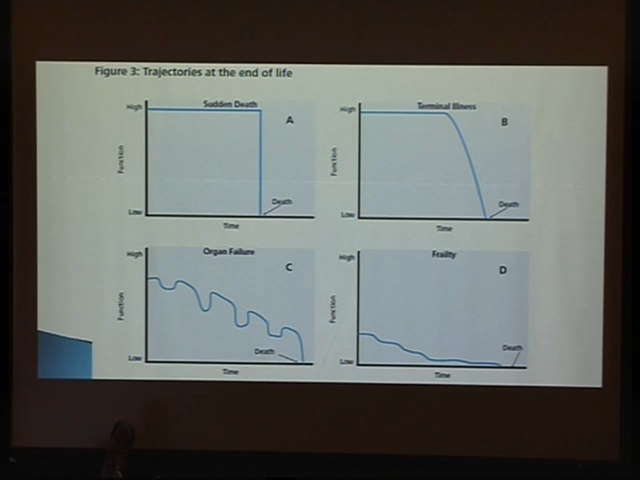 Figure 3: Trajectories at the end of life
Sudden Death
High
A
Function
Death
Low
Time
Terminal Illness
High
B
Function
Death
Low
Time
Organ Failure
High
C
Function
Death
Low
Time
Frailty
High
D
Function
Death
Low
Time